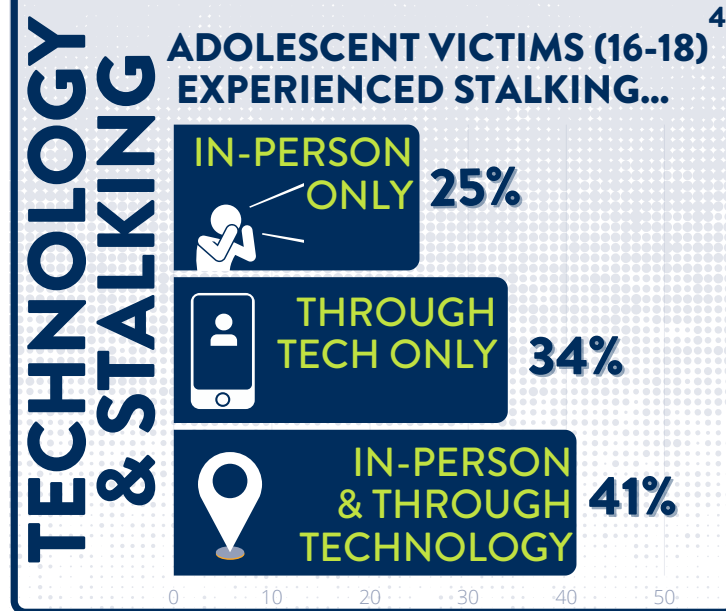 TECHNOLOGY
& STALKING
ADOLESCENT VICTIMS (16-18) 4
EXPERIENCED STALKING...
IN-PERSON
ONLY
25%
THROUGH
TECH ONLY
34%
IN-PERSON
& THROUGH
TECHNOLOGY
41%
0 10 20 30 40 50